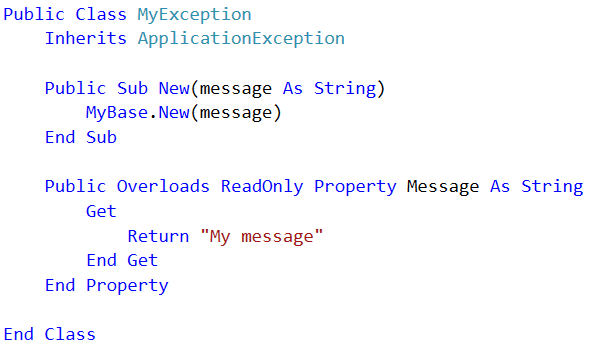 Public Class MyException
    Inherits ApplicationException

    Public Sub New(message As String)
        MyBase.New(message)
    End Sub

    Public Overloads ReadOnly Property Message As String
        Get
            Return "My message"
        End Get
    End Property

End Class